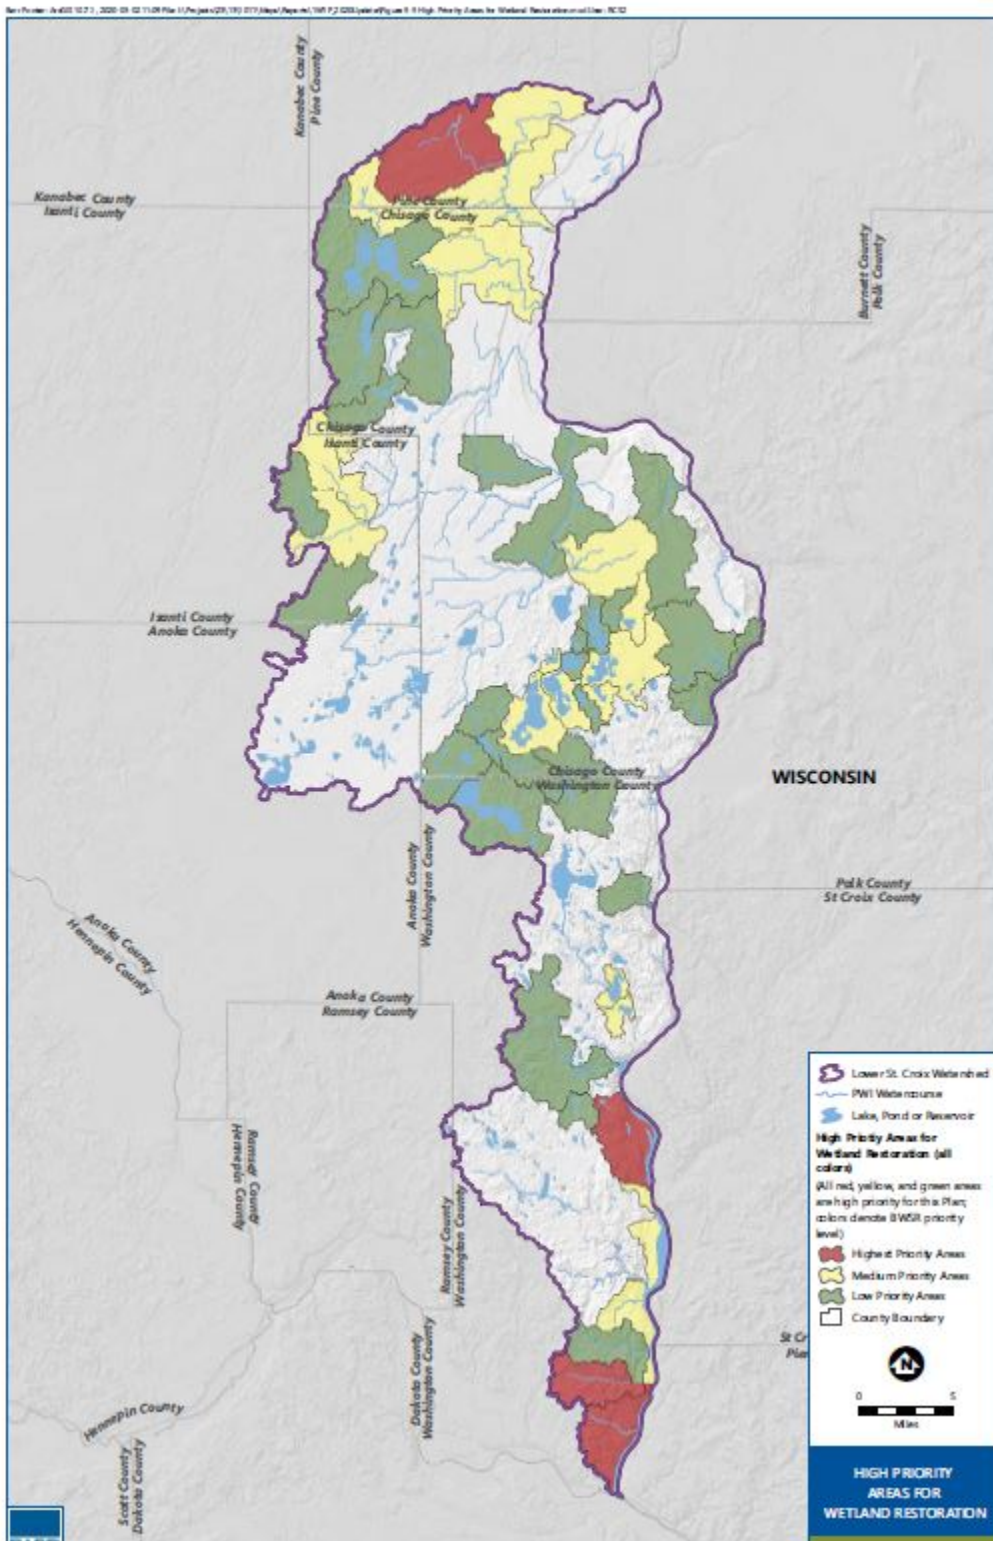 Kanabec County
Pine County
Kanabec County
Isanti County
Pine County
Chisago County
Burnett County
Polk County
Chisago County
Isanti County
Isanti County
Anoka County
Chisago County
Washington County
WISCONSIN
Anoka County
Washington County
Polk County
St Croix County
Anoka County
Hennepin County
Anoka County
Ramsey County
Ramsey County
Hennepin County
Ramsey County
Washington County
Dakota County
Washington County
St Cr
Pie
Hennepin County
Scott County
Dakota County
Lower St. Croix Watershed
PWI Watercourse
Lake, Pond or Reservoir
High Priotiy Areas for
Wetland Restoration (all
colors)
(All red, yellow, and green areas
are high priority for this Plan;
colors denote BWSR priority
level)
Highest Priority Areas
Medium Priority Areas
Low Priority Areas
County Boundary
N
0 5
Miles
HIGH PRIORITY
AREAS FOR
WETLAND RESTORATION